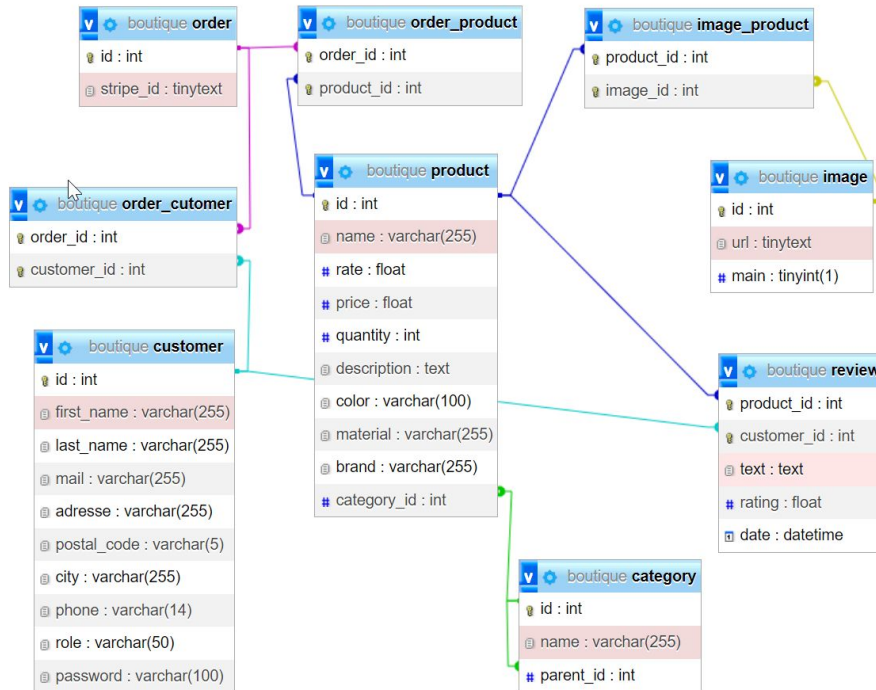 boutique order
id : int
stripe_id : tinytext
boutique order_product
order_id : int
product_id : int
boutique image_product
product_id : int
image_id : int
boutique order_cutomer
order_id : int
customer_id : int
boutique product
id : int
name : varchar(255)
rate : float
price : float
quantity : int
description : text
color : varchar(100)
material : varchar(255)
brand : varchar(255)
category_id : int
boutique image
id : int
url : tinytext
main : tinyint(1)
boutique customer
id : int
first_name : varchar(255)
last_name : varchar(255)
mail : varchar(255)
adresse : varchar(255)
postal_code : varchar(5)
city : varchar(255)
phone : varchar(14)
role : varchar(50)
password : varchar(100)
boutique review
product_id : int
customer_id : int
text : text
rating : float
date : datetime
boutique category
id : int
name : varchar(255)
parent_id : int